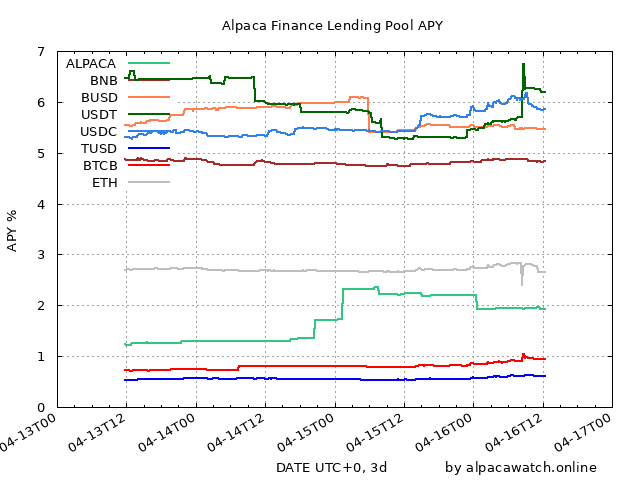 Alpaca Finance Lending Pool APY
7
6
5
4
3
2
1
0
APY %
ALPACA
BNB
BUSD
USDT
USDC
TUSD
BTCB
ETH
04-13T00
04-13T12
04-14T00
04-14T12
04-15T00
04-15T12
04-16T00
04-16T12
04-17T00
DATE UTC+0, 3d
by alpacawatch.online